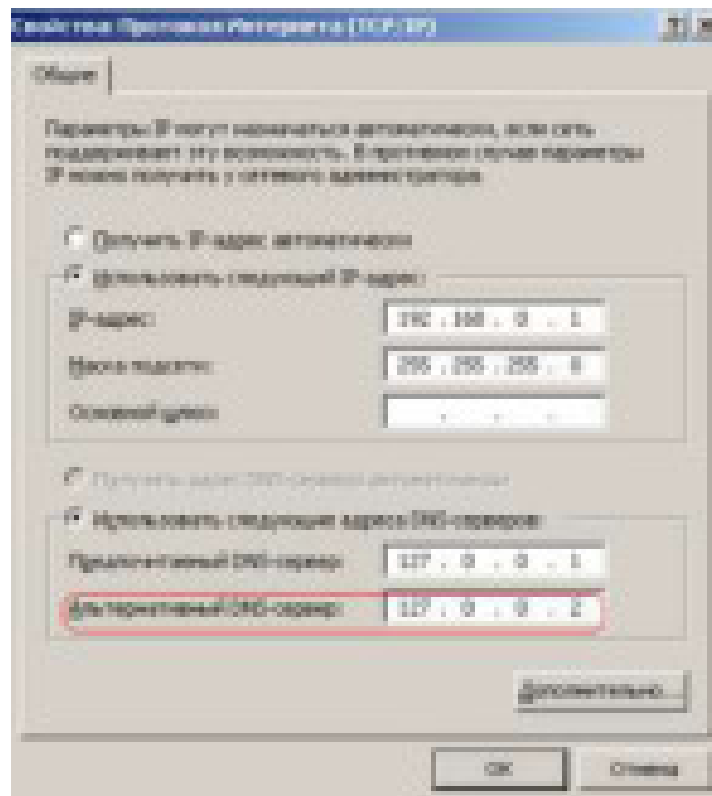 Свойства: Протокол Интернета (TCP/IP)
Общие
Параметры IP могут назначаться автоматически, если сеть
поддерживает эту возможность. В противном случае параметры
IP можно получить у сетевого администратора.
Получить IP-адрес автоматически
Использовать следующий IP-адрес:
IP-адрес: 192 . 168 . 0 . 1
Маска подсети: 255 . 255 . 255 . 0
Основной шлюз: . . .
Получить адрес DNS-сервера автоматически
Использовать следующие адреса DNS-серверов:
Предпочитаемый DNS-сервер: 127 . 0 . 0 . 1
Альтернативный DNS-сервер: 127 . 0 . 0 . 2
Дополнительно...
ОК
Отмена